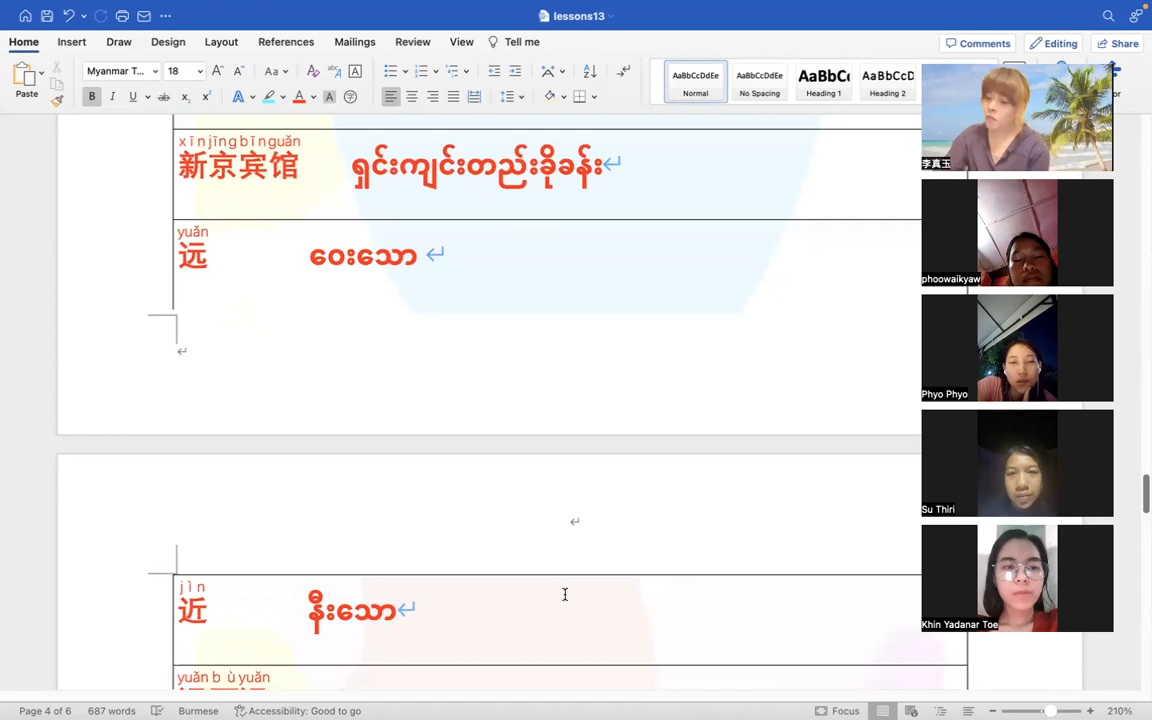 lessons13
Home Insert Draw Design Layout References Mailings Review View Tell me
Comments Editing Share
Paste
Myanmar T... 18
AaBbCcDdEe AaBbCcDdEe AaBbCc AaBbCcD
Normal No Spacing Heading 1 Heading 2
xīnjīngbīnguǎn
新京宾馆 ရှင်းကျင်းတည်းခိုခန်း
yuǎn
远 ဝေးသော
jìn
近 နီးသော
yuǎn bù yuǎn
李真玉
phoowaikyaw
Phyo Phyo
Su Thiri
Khin Yadanar Toe
Page 4 of 6 687 words Burmese Accessibility: Good to go Focus 210%